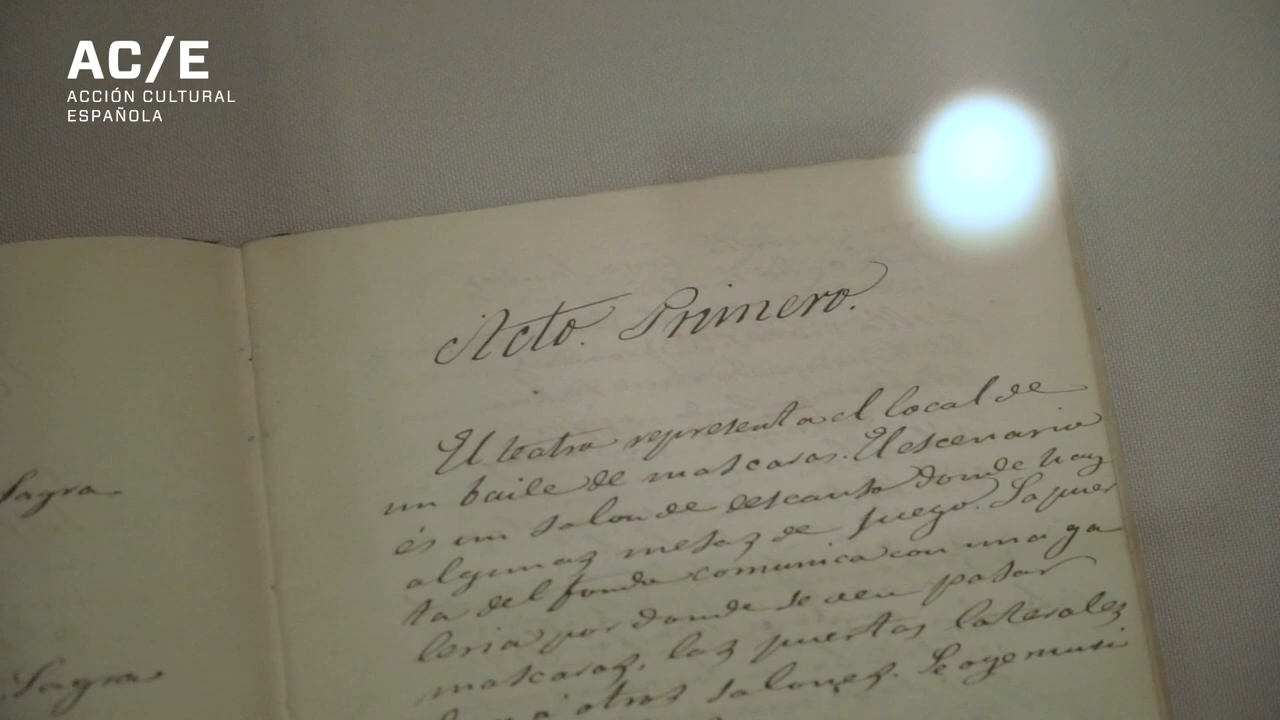 AC/E
ACCIÓN CULTURAL
ESPAÑOLA
Acto. Primero.
El teatro representa el local de
un baile de mascaras. El escenario
és un salon de descanso donde hay
algunas mesas de juego. La puer
ta del fondo comunica con una ga
leria por donde se ven pasar
mascaras, las puertas laterales
á otros salones. Se oye musi
Sagra
Sagra